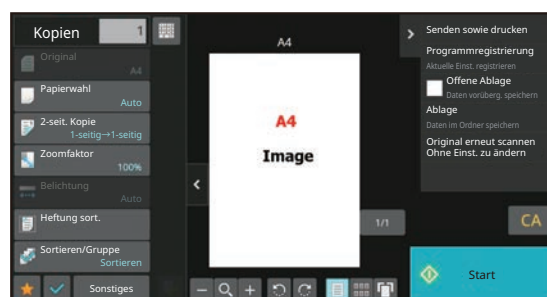 Kopien
1
Original
A4
Papierwahl
Auto
2-seit. Kopie
1-seitig→1-seitig
Zoomfaktor
100%
Belichtung
Auto
Heftung sort.
Sortieren/Gruppe
Sortieren
Sonstiges
A4
A4
Image
1/1
Senden sowie drucken
Programmregistrierung
Aktuelle Einst. registrieren
Offene Ablage
Daten vorüberg. speichern
Ablage
Daten im Ordner speichern
Original erneut scannen
Ohne Einst. zu ändern
CA
Start